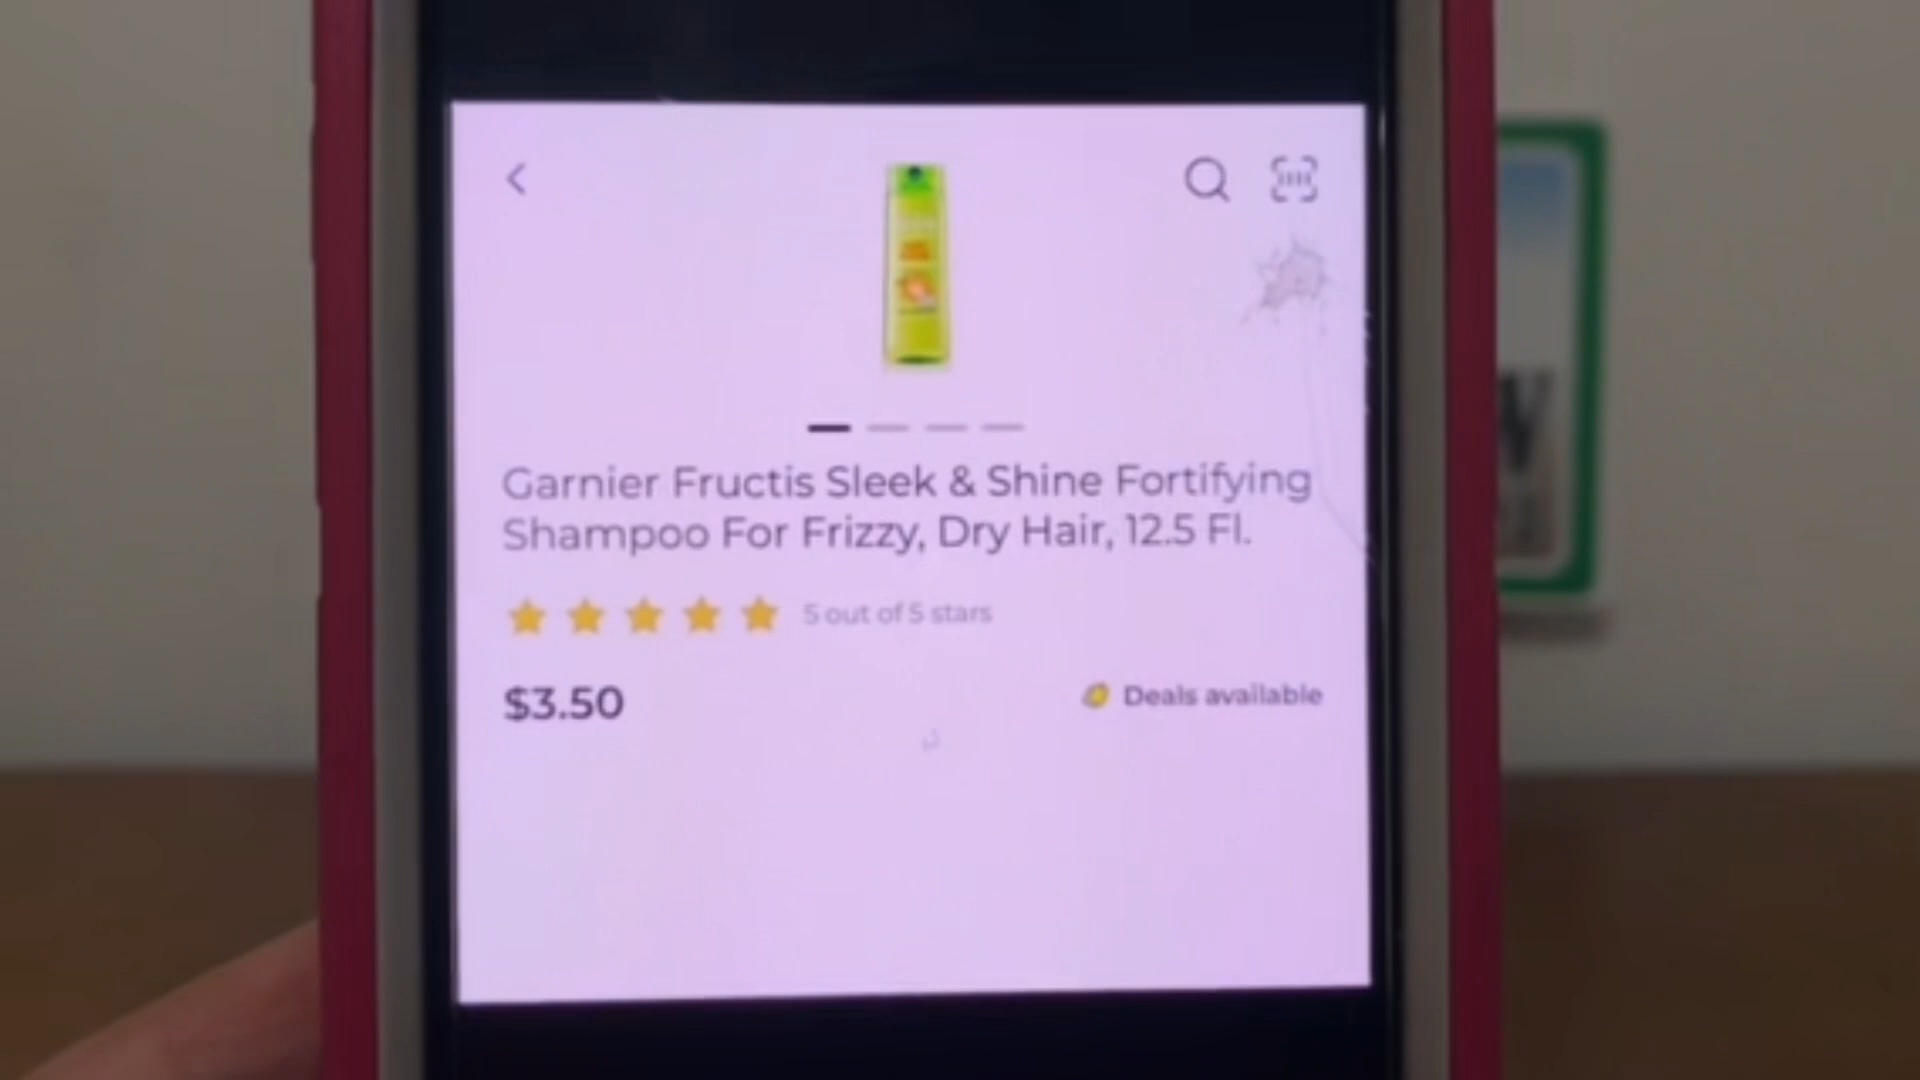 Garnier Fructis Sleek & Shine Fortifying
Shampoo For Frizzy, Dry Hair, 12.5 Fl.
5 out of 5 stars
$3.50
Deals available